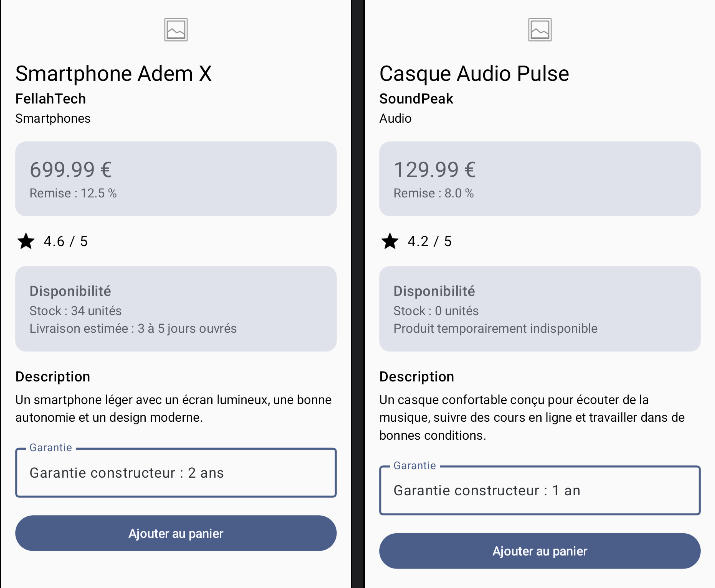 Smartphone Adem X
FellahTech
Smartphones
699.99 €
Remise : 12.5 %
4.6 / 5
Disponibilité
Stock : 34 unités
Livraison estimée : 3 à 5 jours ouvrés
Description
Un smartphone léger avec un écran lumineux, une bonne
autonomie et un design moderne.
Garantie
Garantie constructeur : 2 ans
Ajouter au panier
Casque Audio Pulse
SoundPeak
Audio
129.99 €
Remise : 8.0 %
4.2 / 5
Disponibilité
Stock : 0 unités
Produit temporairement indisponible
Description
Un casque confortable conçu pour écouter de la
musique, suivre des cours en ligne et travailler dans de
bonnes conditions.
Garantie
Garantie constructeur : 1 an
Ajouter au panier